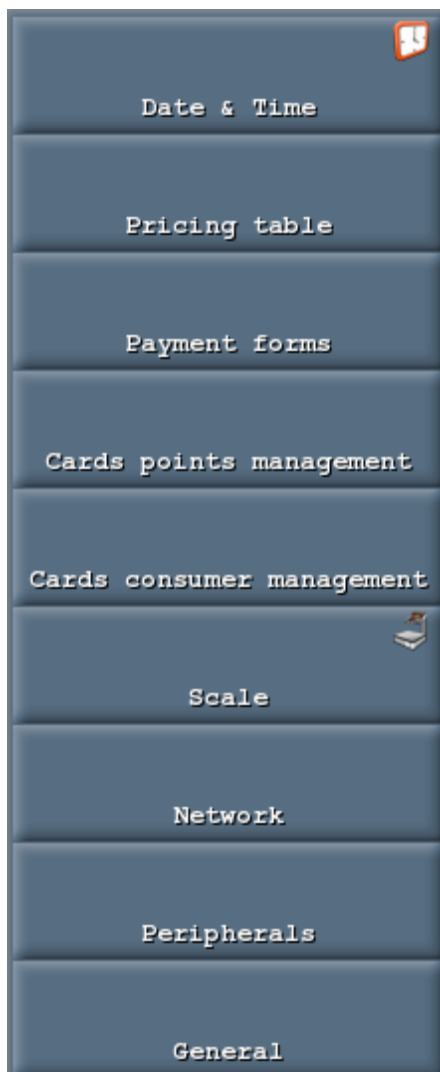 Date & Time
Pricing table
Payment forms
Cards points management
Cards consumer management
Scale
Network
Peripherals
General